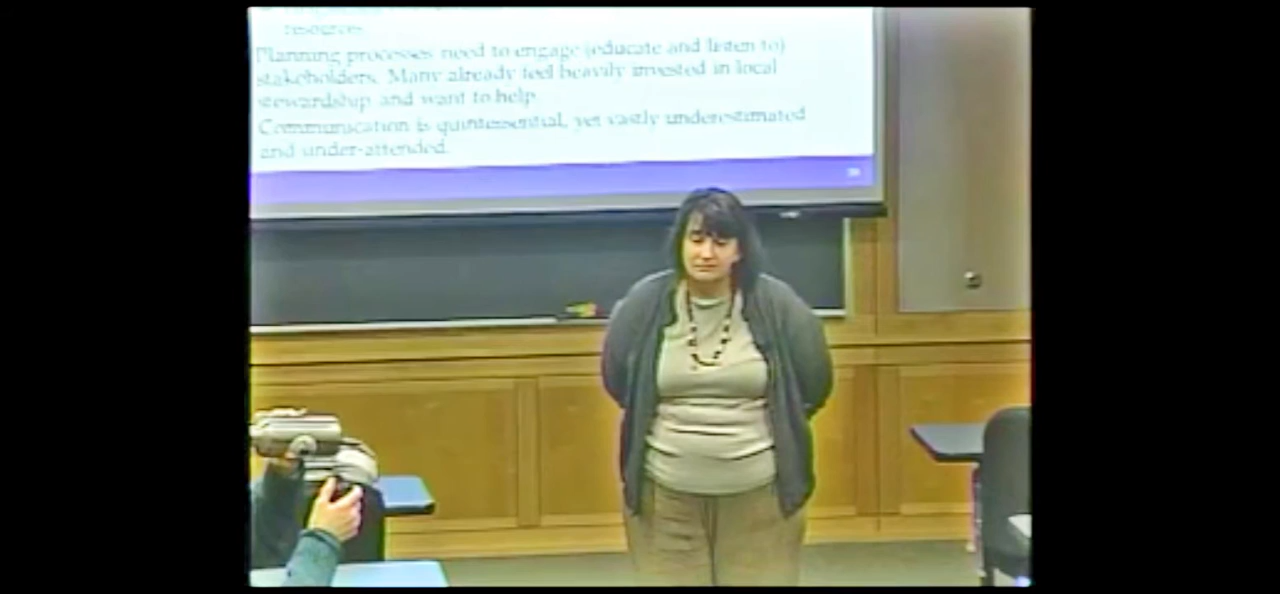 resources.
Planning processes need to engage (educate and listen to)
stakeholders. Many already feel heavily invested in local
stewardship and want to help.
Communication is quintessential, yet vastly underestimated
and under-attended.